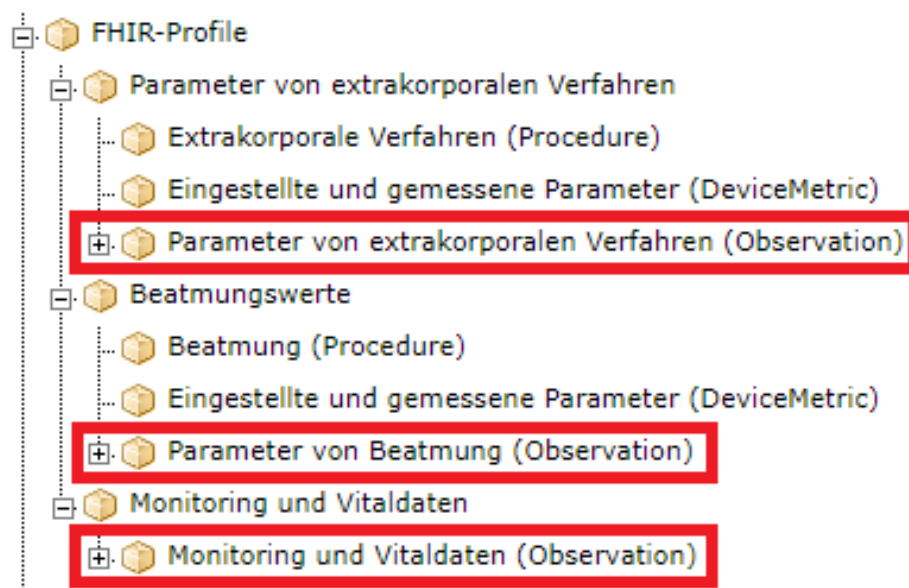 FHIR-Profile
Parameter von extrakorporalen Verfahren
Extrakorporale Verfahren (Procedure)
Eingestellte und gemessene Parameter (DeviceMetric)
Parameter von extrakorporalen Verfahren (Observation)
Beatmungswerte
Beatmung (Procedure)
Eingestellte und gemessene Parameter (DeviceMetric)
Parameter von Beatmung (Observation)
Monitoring und Vitaldaten
Monitoring und Vitaldaten (Observation)